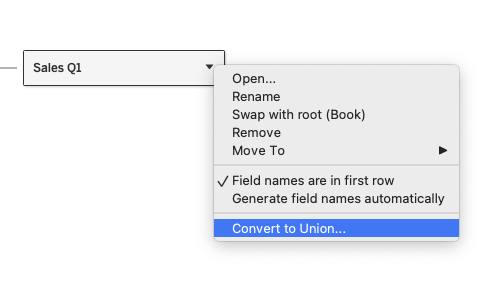 Sales Q1
Open...
Rename
Swap with root (Book)
Remove
Move To
Field names are in first row
Generate field names automatically
Convert to Union...